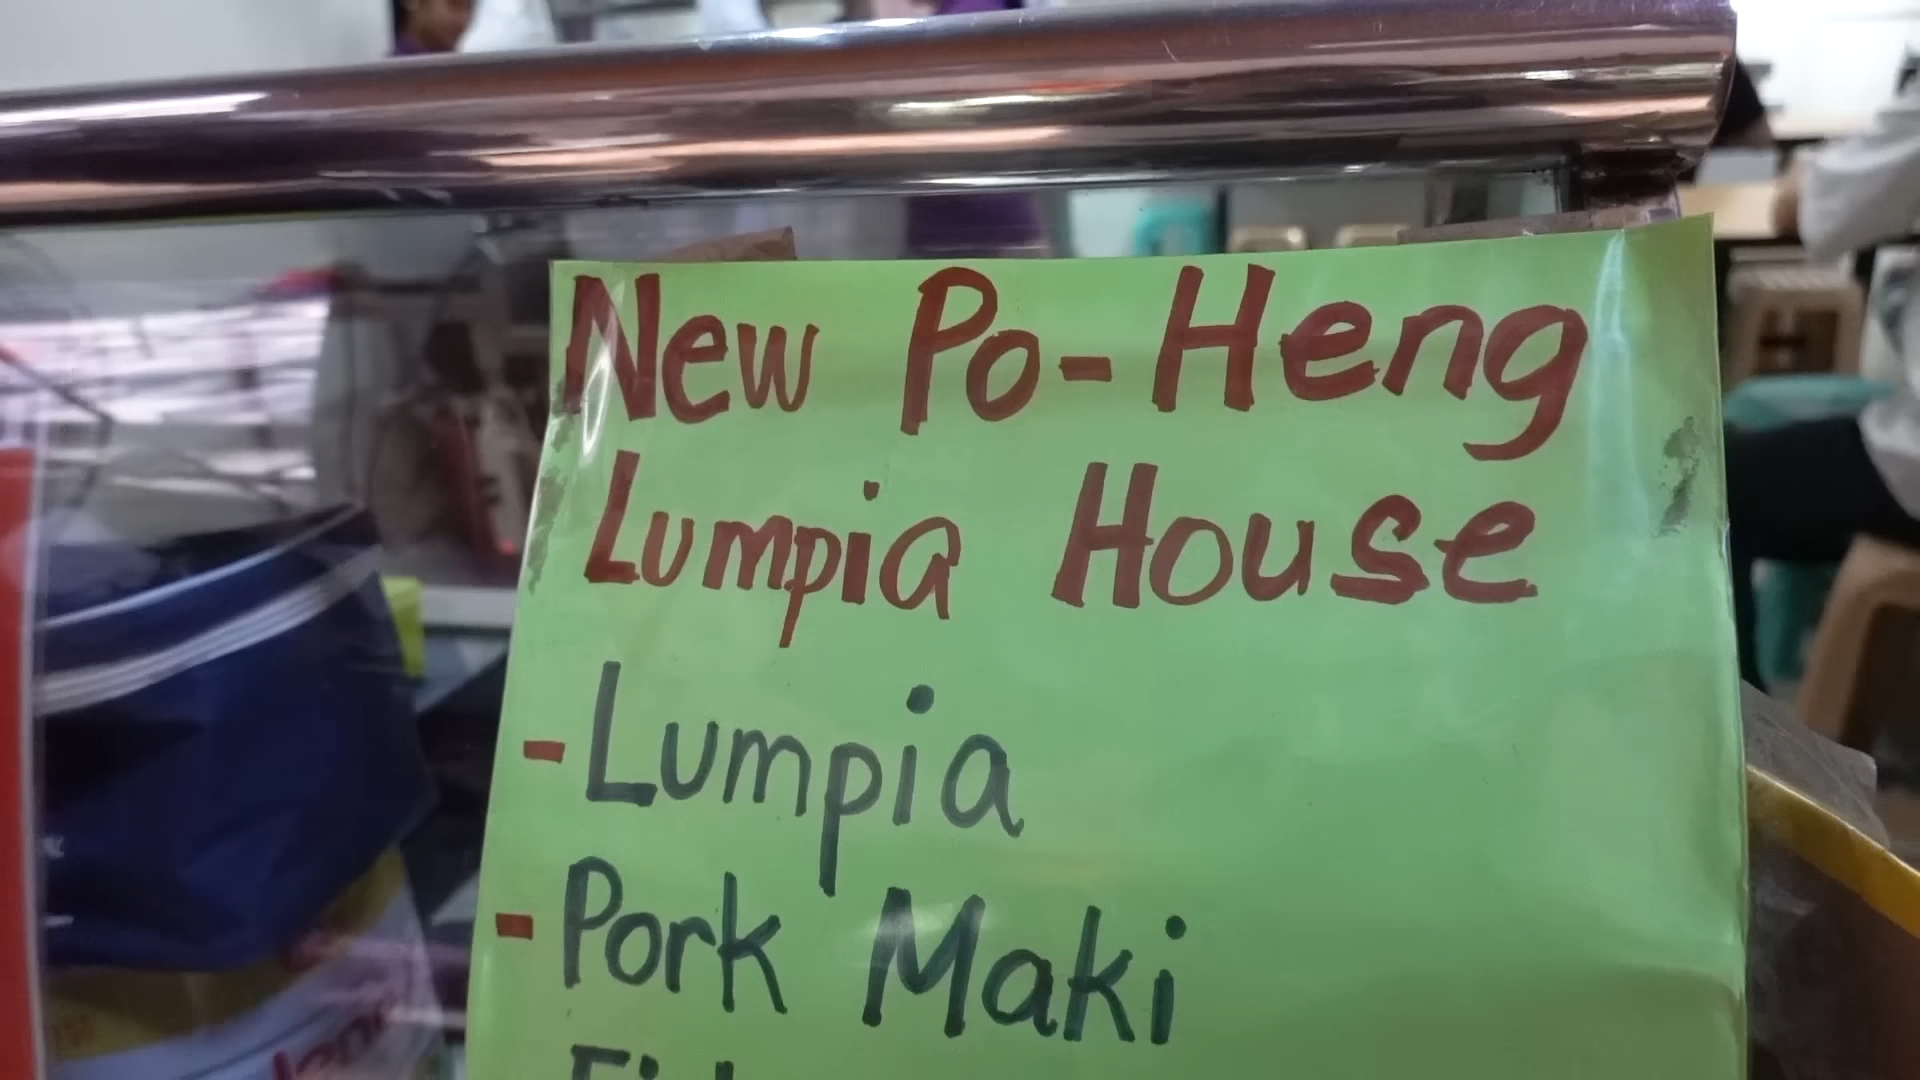 New Po-Heng
Lumpia House
- Lumpia
- Pork Maki